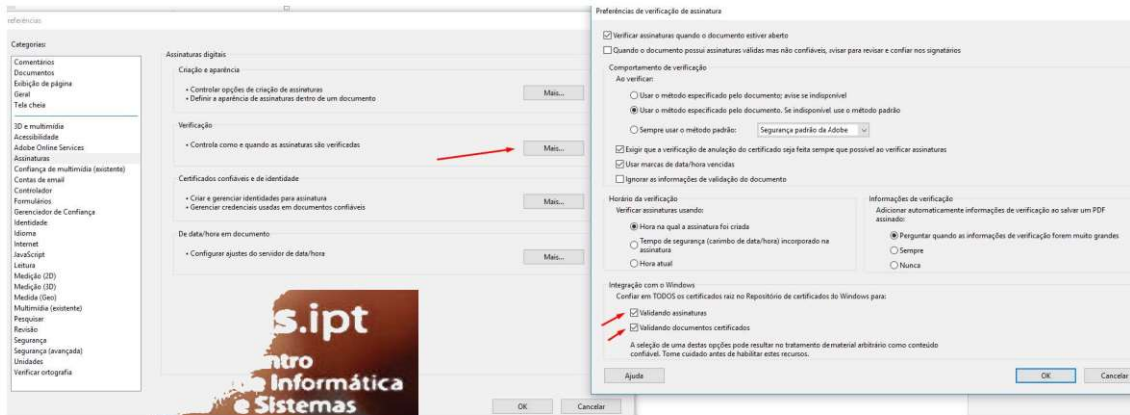 referências
Categorias:
Comentários
Documentos
Exibição de página
Geral
Tela cheia
3D e multimídia
Acessibilidade
Adobe Online Services
Assinaturas
Confiança de multimídia (existente)
Contas de email
Controlador
Formulários
Gerenciador de Confiança
Identidade
Idioma
Internet
JavaScript
Leitura
Medição (2D)
Medição (3D)
Medida (Geo)
Multimídia (existente)
Pesquisar
Revisão
Segurança
Segurança (avançada)
Unidades
Verificar ortografia
Assinaturas digitais
Criação e aparência
• Controlar opções de criação de assinaturas
• Definir a aparência de assinaturas dentro de um documento
Mais...
Verificação
• Controla como e quando as assinaturas são verificadas
Mais...
Certificados confiáveis e de identidade
• Criar e gerenciar identidades para assinatura
• Gerenciar credenciais usadas em documentos confiáveis
Mais...
De data/hora em documento
• Configurar ajustes do servidor de data/hora
Mais...
s.ipt
ntro
e Informática
e Sistemas
OK
Cancelar
Preferências de verificação de assinatura
Verificar assinaturas quando o documento estiver aberto
Quando o documento possui assinaturas válidas mas não confiáveis, avisar para revisar e confiar nos signatários
Comportamento de verificação
Ao verificar:
Usar o método especificado pelo documento; avise se indisponível
Usar o método especificado pelo documento. Se indisponível use o método padrão
Sempre usar o método padrão:
Segurança padrão da Adobe
Exigir que a verificação de anulação do certificado seja feita sempre que possível ao verificar assinaturas
Usar marcas de data/hora vencidas
Ignorar as informações de validação do documento
Horário da verificação
Verificar assinaturas usando:
Hora na qual a assinatura foi criada
Tempo de segurança (carimbo de data/hora) incorporado na
assinatura
Hora atual
Informações de verificação
Adicionar automaticamente informações de verificação ao salvar um PDF
assinado:
Perguntar quando as informações de verificação forem muito grandes
Sempre
Nunca
Integração com o Windows
Confiar em TODOS os certificados raiz no Repositório de certificados do Windows para:
Validando assinaturas
Validando documentos certificados
A seleção de uma destas opções pode resultar no tratamento de material arbitrário como conteúdo
confiável. Tome cuidado antes de habilitar estes recursos.
Ajuda
OK
Cancelar